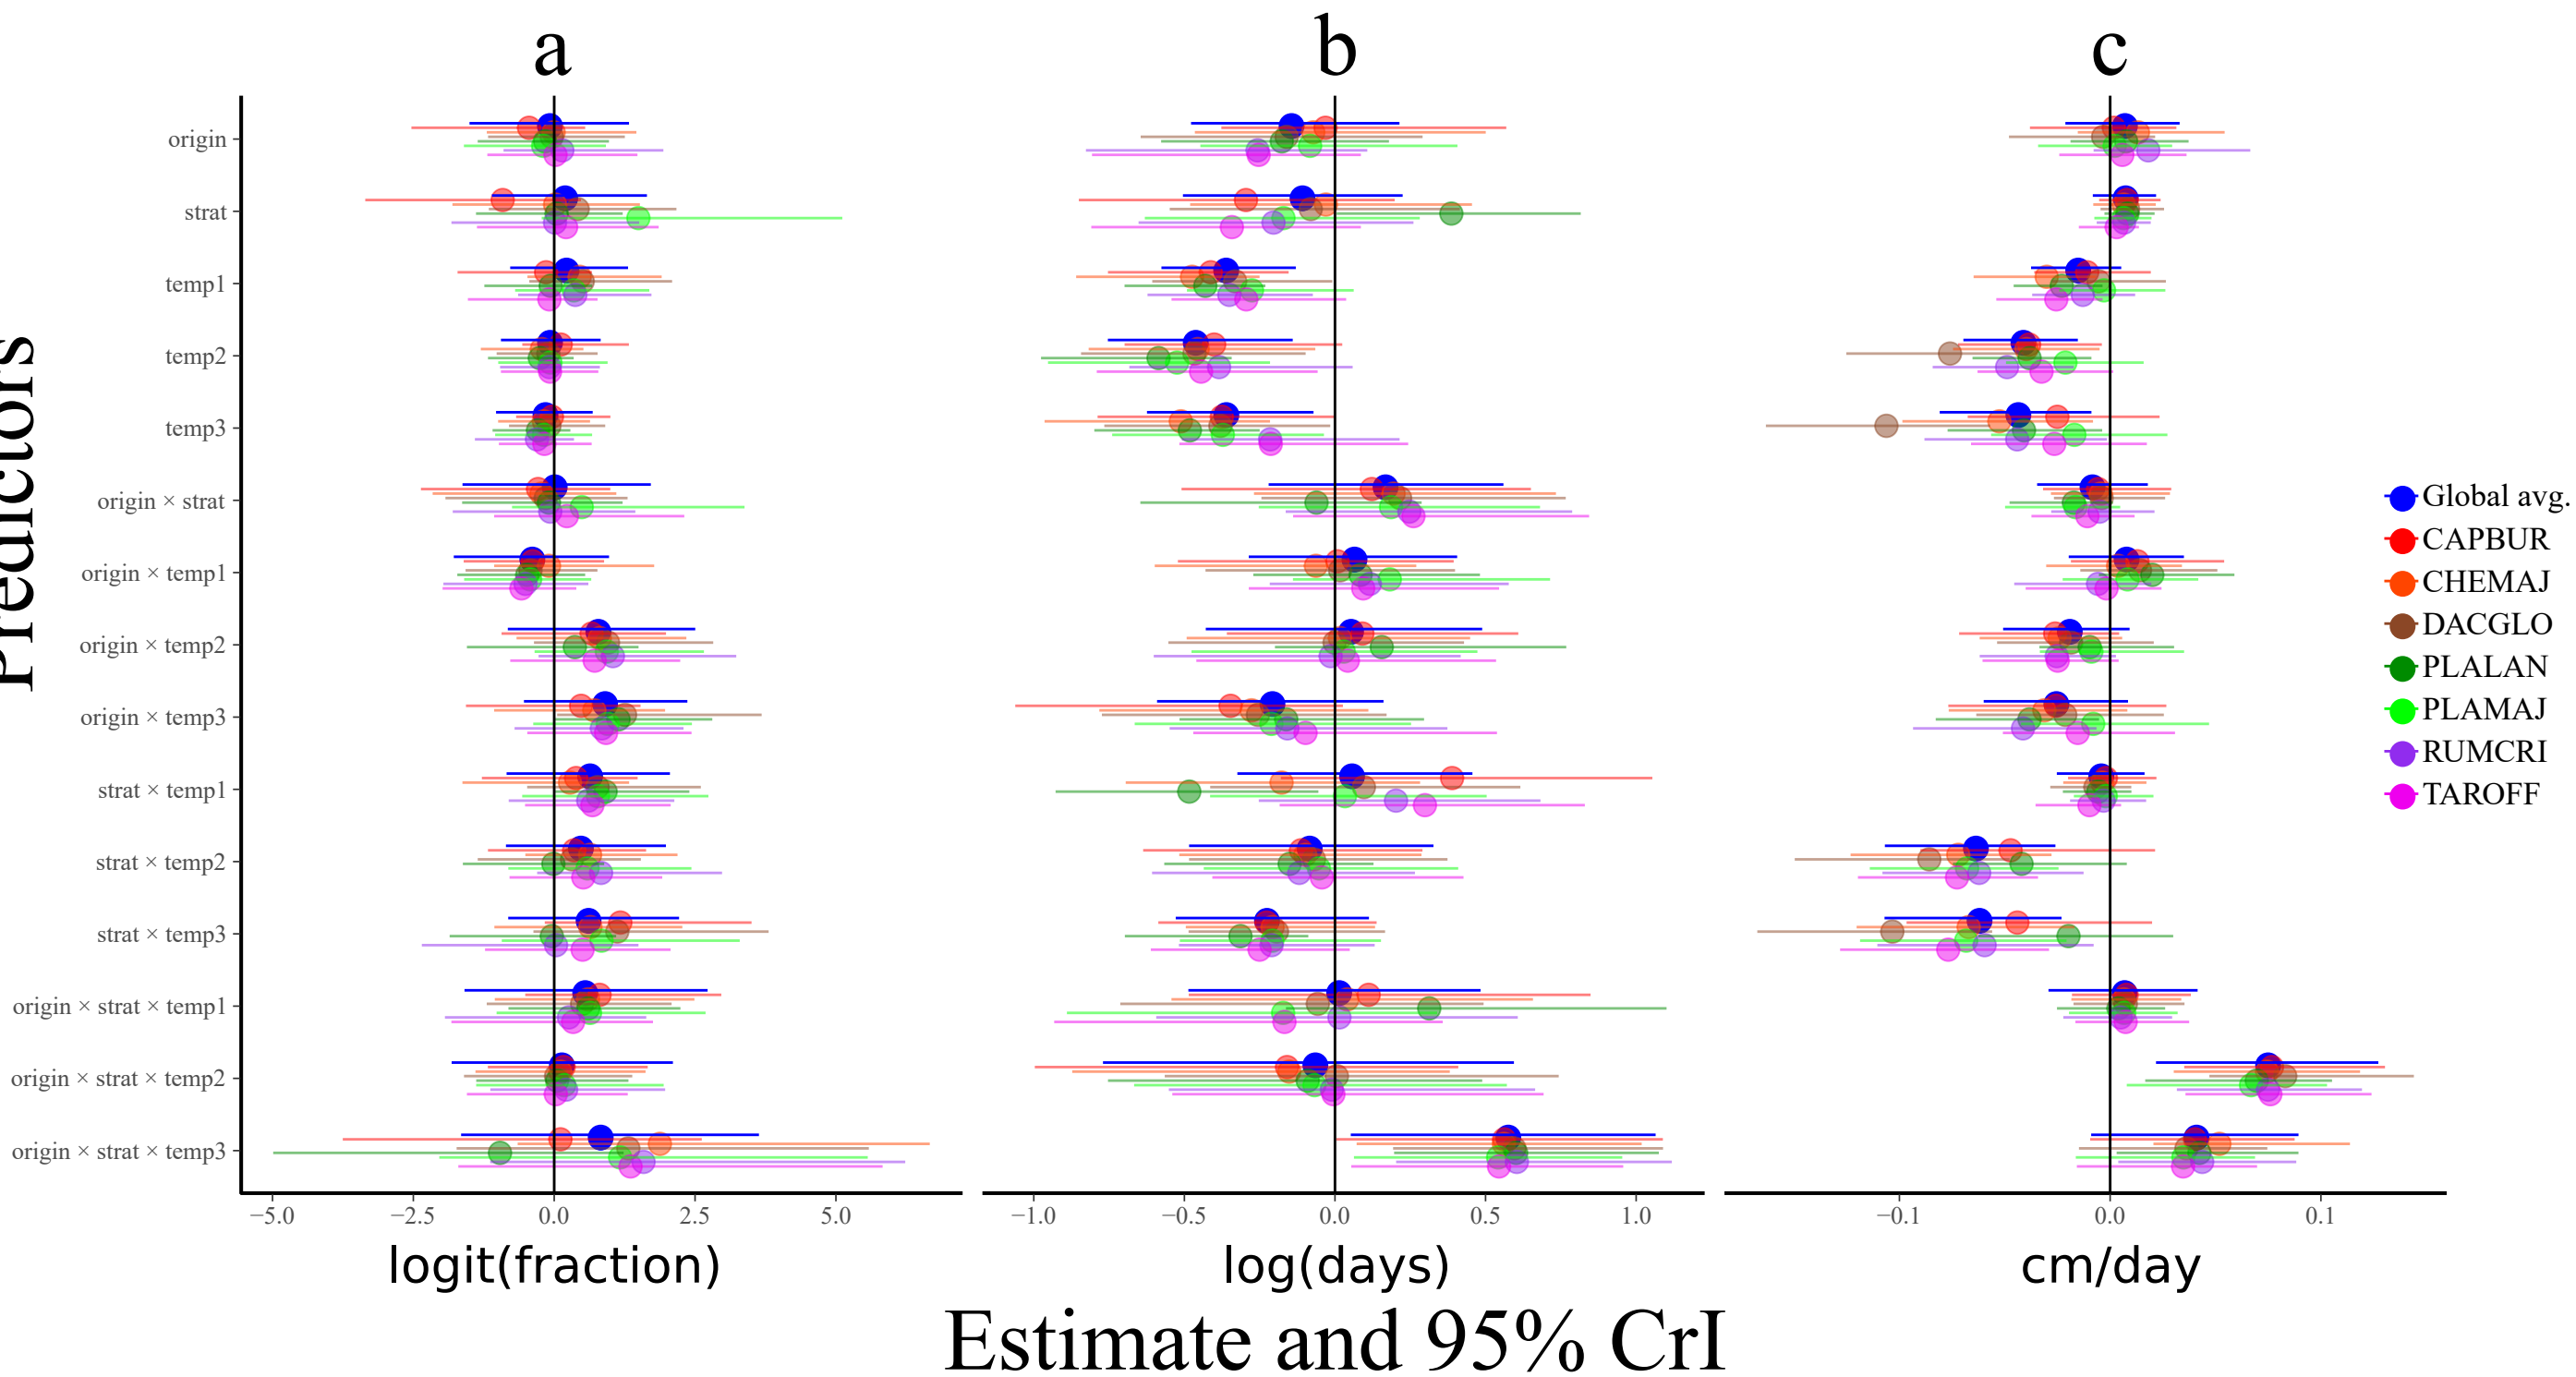 a b c
Predictors
origin
strat
temp1
temp2
temp3
origin × strat
origin × temp1
origin × temp2
origin × temp3
strat × temp1
strat × temp2
strat × temp3
origin × strat × temp1
origin × strat × temp2
origin × strat × temp3
−5.0 −2.5 0.0 2.5 5.0
logit(fraction)
−1.0 −0.5 0.0 0.5 1.0
log(days)
−0.1 0.0 0.1
cm/day
Estimate and 95% CrI
Global avg.
CAPBUR
CHEMAJ
DACGLO
PLALAN
PLAMAJ
RUMCRI
TAROFF